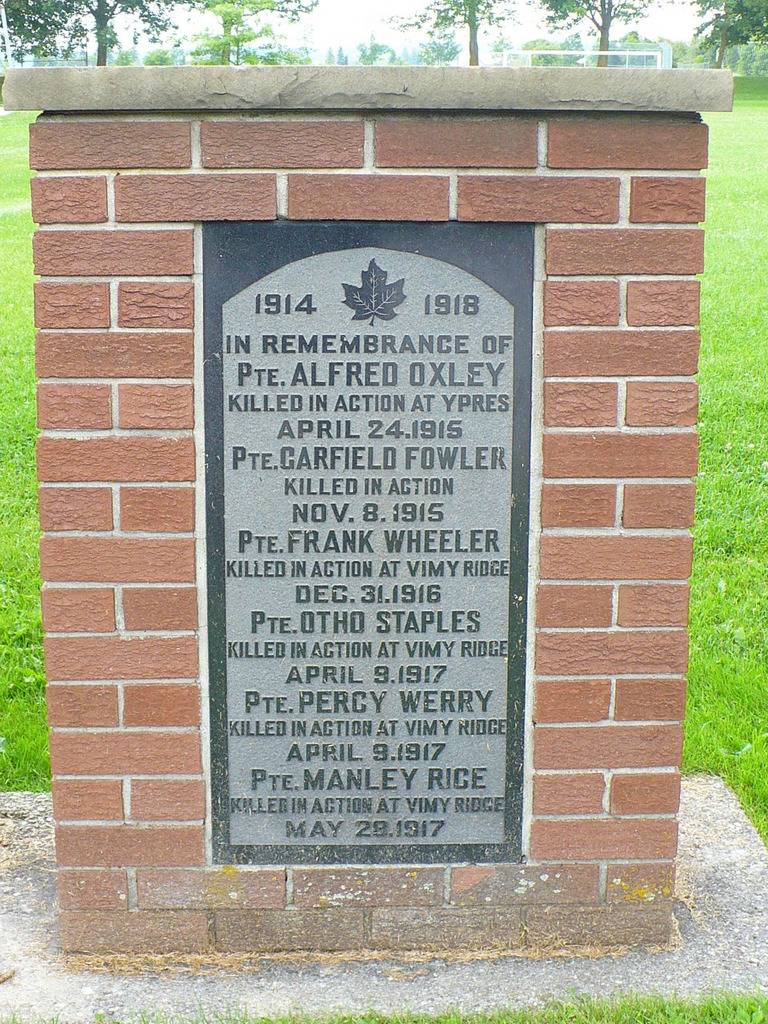 1914 1918
IN REMEMBRANCE OF
PTE. ALFRED OXLEY
KILLED IN ACTION AT YPRES
APRIL 24.1915
PTE. GARFIELD FOWLER
KILLED IN ACTION
NOV. 8. 1915
PTE. FRANK WHEELER
KILLED IN ACTION AT VIMY RIDGE
DEC. 31.1916
PTE. OTHO STAPLES
KILLED IN ACTION AT VIMY RIDGE
APRIL 9.1917
PTE. PERCY WERRY
KILLED IN ACTION AT VIMY RIDGE
APRIL 9.1917
PTE. MANLEY RICE
KILLED IN ACTION AT VIMY RIDGE
MAY 29.1917